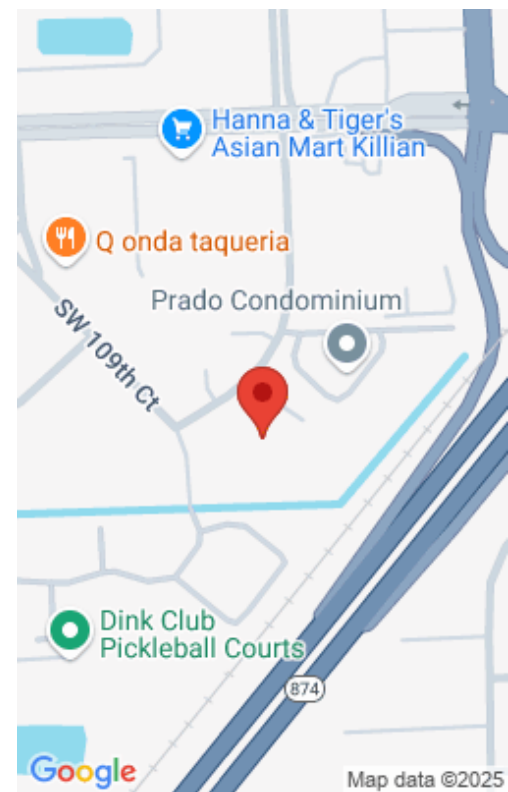 Hanna & Tiger's
Asian Mart Killian
Q onda taqueria
Prado Condominium
SW 109th Ct
Dink Club
Pickleball Courts
874
Google
Map data ©2025